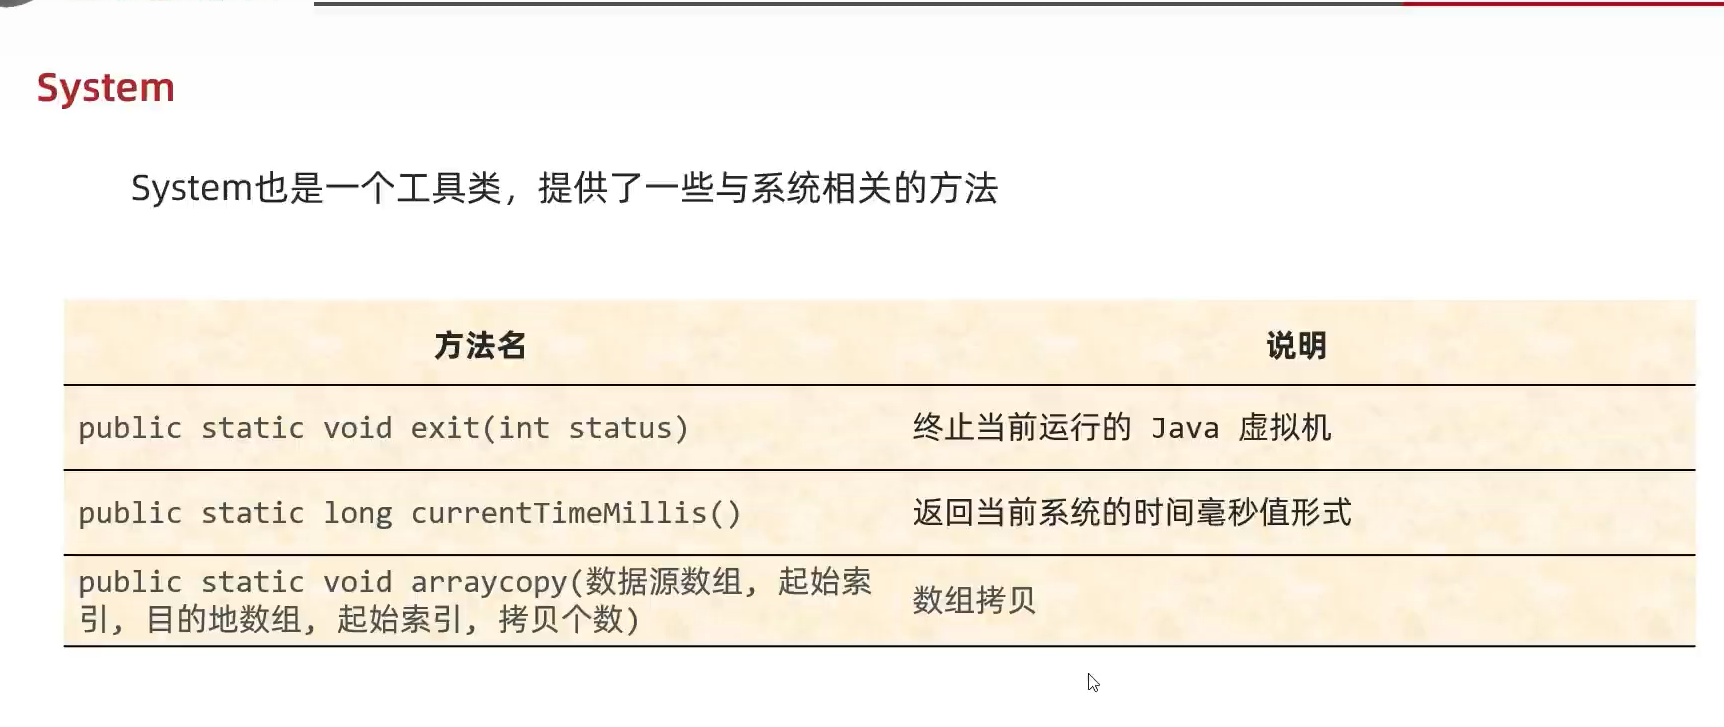 System
System也是一个工具类，提供了一些与系统相关的方法
方法名 说明
public static void exit(int status) 终止当前运行的 Java 虚拟机
public static long currentTimeMillis() 返回当前系统的时间毫秒值形式
public static void arraycopy(数据源数组, 起始索
引, 目的地数组, 起始索引, 拷贝个数) 数组拷贝